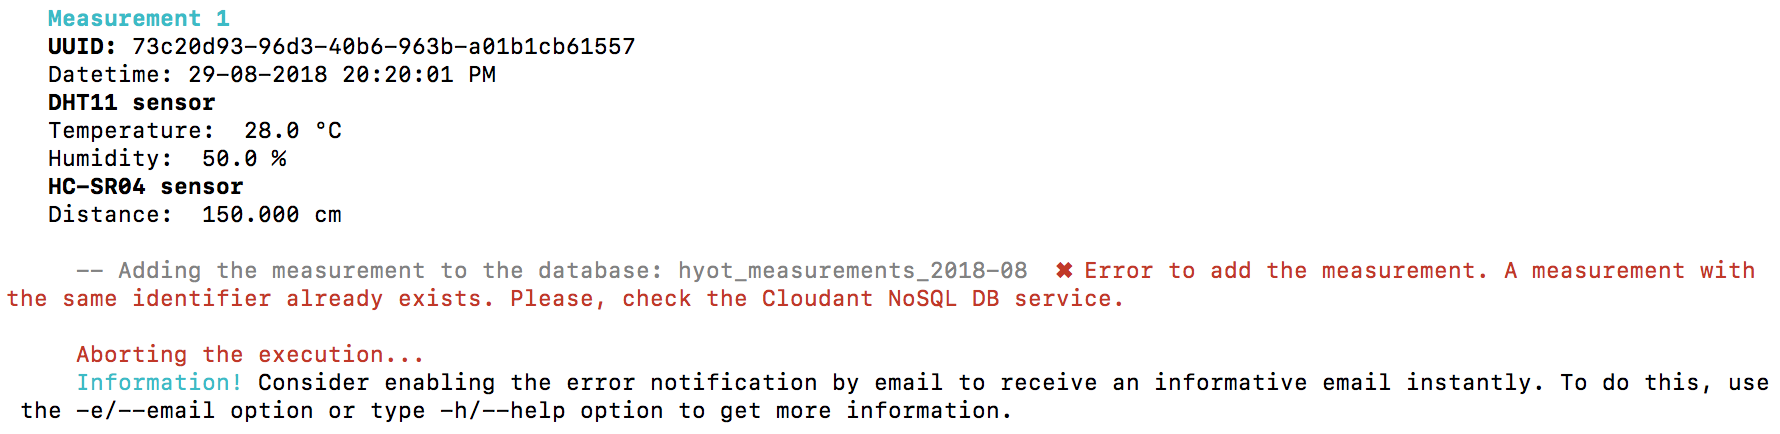 Measurement 1
UUID: 73c20d93-96d3-40b6-963b-a01b1cb61557
Datetime: 29-08-2018 20:20:01 PM
DHT11 sensor
Temperature:  28.0 °C
Humidity:  50.0 %
HC-SR04 sensor
Distance:  150.000 cm
-- Adding the measurement to the database: hyot_measurements_2018-08  ✖ Error to add the measurement. A measurement with
the same identifier already exists. Please, check the Cloudant NoSQL DB service.
Aborting the execution...
Information! Consider enabling the error notification by email to receive an informative email instantly. To do this, use
the -e/--email option or type -h/--help option to get more information.